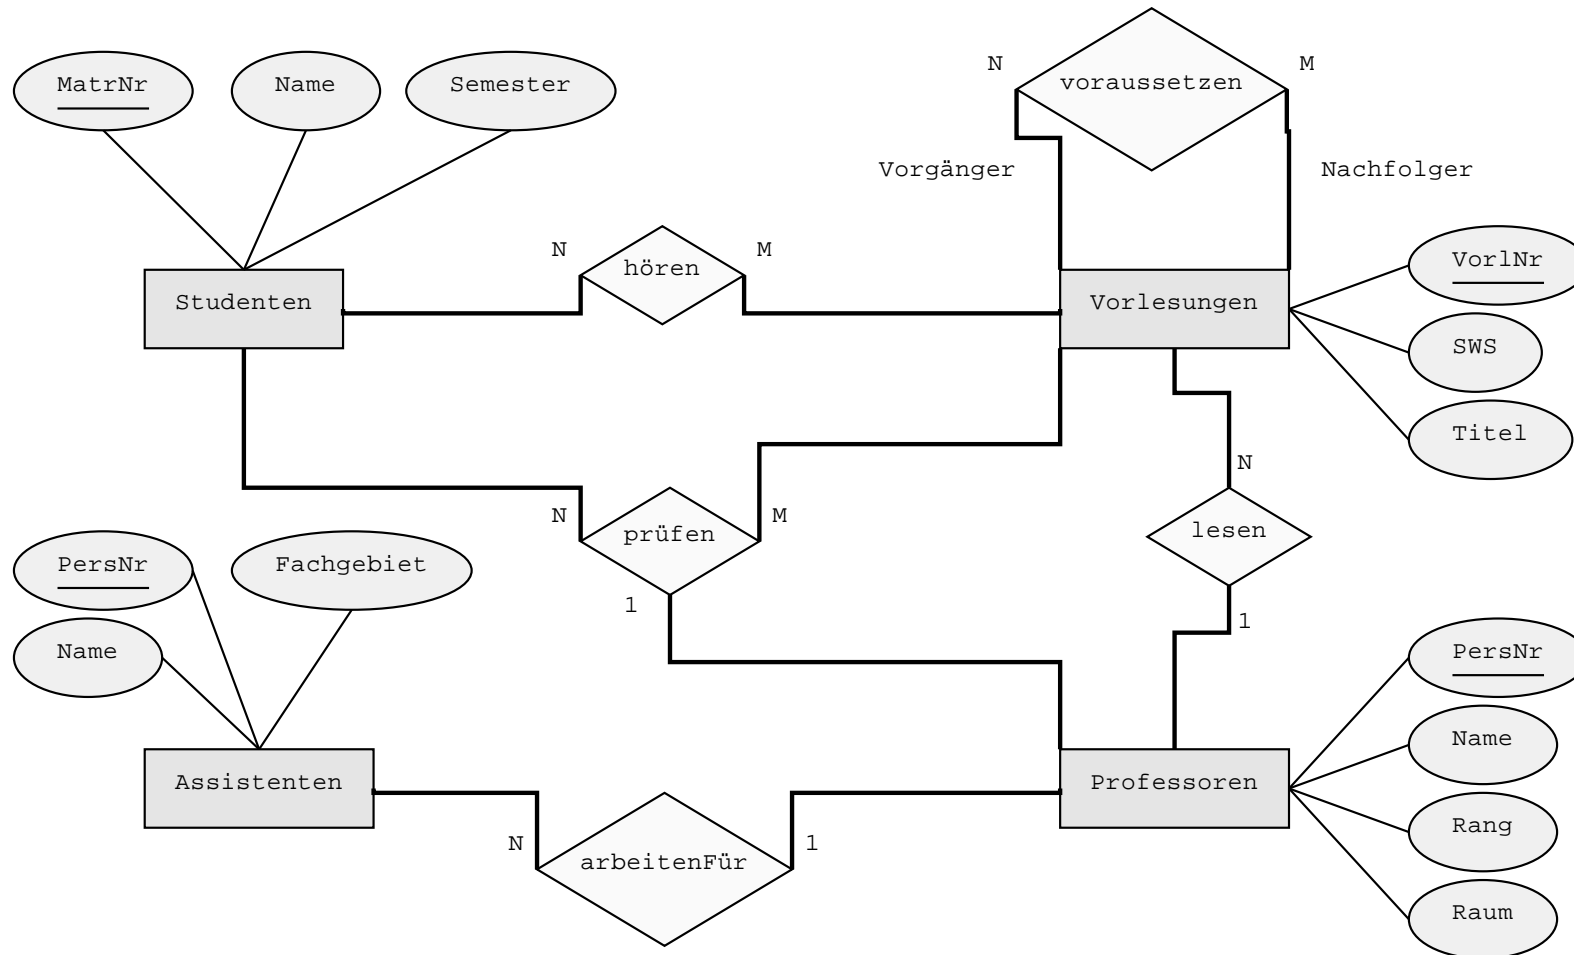 N
M
voraussetzen
MatrNr
Name
Semester
Vorgänger
Nachfolger
N
hören
M
VorlNr
Studenten
Vorlesungen
SWS
Titel
N
N
prüfen
M
lesen
PersNr
Fachgebiet
1
1
Name
PersNr
Name
Assistenten
Professoren
Rang
N
arbeitenFür
1
Raum